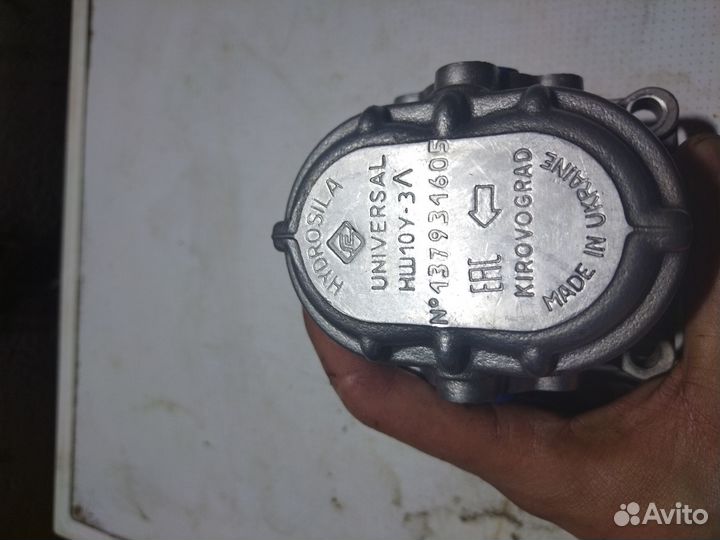 HYDROSILA
UNIVERSAL
НШ10У-3Л
№137931605
EAC
KIROVOGRAD
MADE IN UKRAINE
Avito